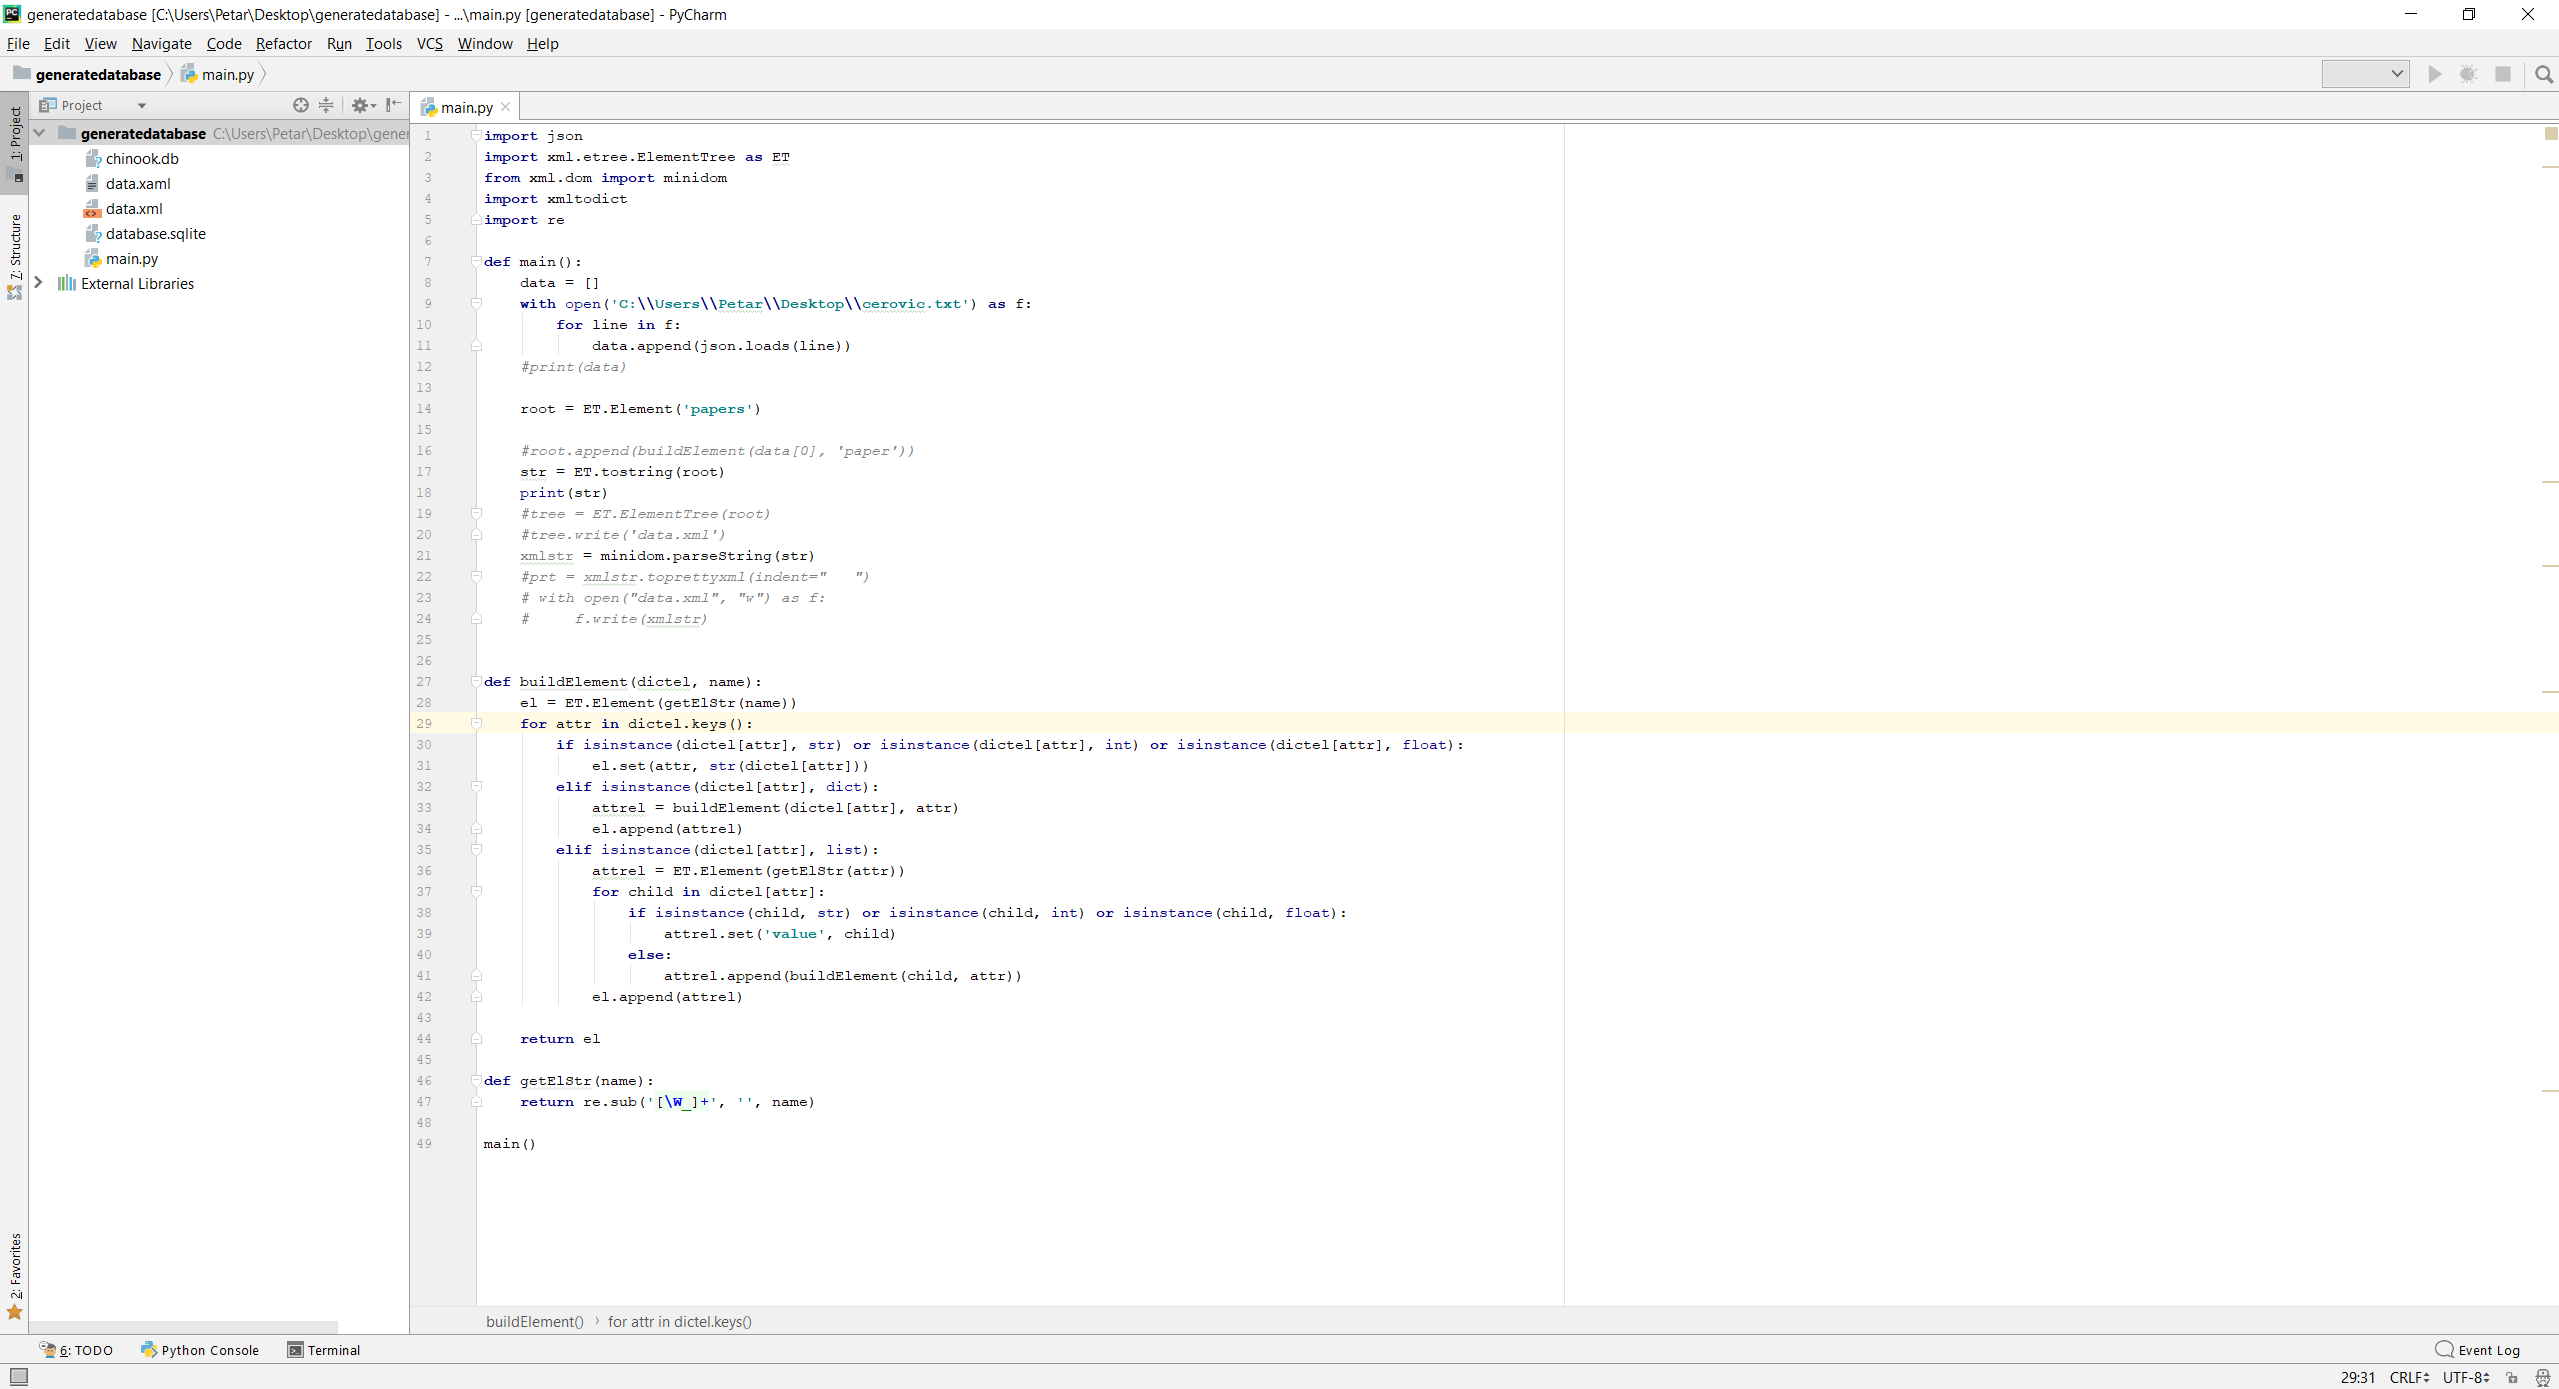 generatedatabase [C:\Users\Petar\Desktop\generatedatabase] - ...\main.py [generatedatabase] - PyCharm
File Edit View Navigate Code Refactor Run Tools VCS Window Help
generatedatabase main.py
Project
main.py
1: Project
7: Structure
2: Favorites
generatedatabase C:\Users\Petar\Desktop\gener
chinook.db
data.xaml
data.xml
database.sqlite
main.py
External Libraries
1 import json
2 import xml.etree.ElementTree as ET
3 from xml.dom import minidom
4 import xmltodict
5 import re
6
7 def main():
8     data = []
9     with open('C:\\Users\\Petar\\Desktop\\cerovic.txt') as f:
10         for line in f:
11             data.append(json.loads(line))
12     #print(data)
13
14     root = ET.Element('papers')
15
16     #root.append(buildElement(data[0], 'paper'))
17     str = ET.tostring(root)
18     print(str)
19     #tree = ET.ElementTree(root)
20     #tree.write('data.xml')
21     xmlstr = minidom.parseString(str)
22     #prt = xmlstr.toprettyxml(indent="   ")
23     # with open("data.xml", "w") as f:
24     #     f.write(xmlstr)
25
26
27 def buildElement(dictel, name):
28     el = ET.Element(getElStr(name))
29     for attr in dictel.keys():
30         if isinstance(dictel[attr], str) or isinstance(dictel[attr], int) or isinstance(dictel[attr], float):
31             el.set(attr, str(dictel[attr]))
32         elif isinstance(dictel[attr], dict):
33             attrel = buildElement(dictel[attr], attr)
34             el.append(attrel)
35         elif isinstance(dictel[attr], list):
36             attrel = ET.Element(getElStr(attr))
37             for child in dictel[attr]:
38                 if isinstance(child, str) or isinstance(child, int) or isinstance(child, float):
39                     attrel.set('value', child)
40                 else:
41                     attrel.append(buildElement(child, attr))
42             el.append(attrel)
43
44     return el
45
46 def getElStr(name):
47     return re.sub('[\W_]+', '', name)
48
49 main()
buildElement() › for attr in dictel.keys()
6: TODO Python Console Terminal Event Log
29:31 CRLF UTF-8